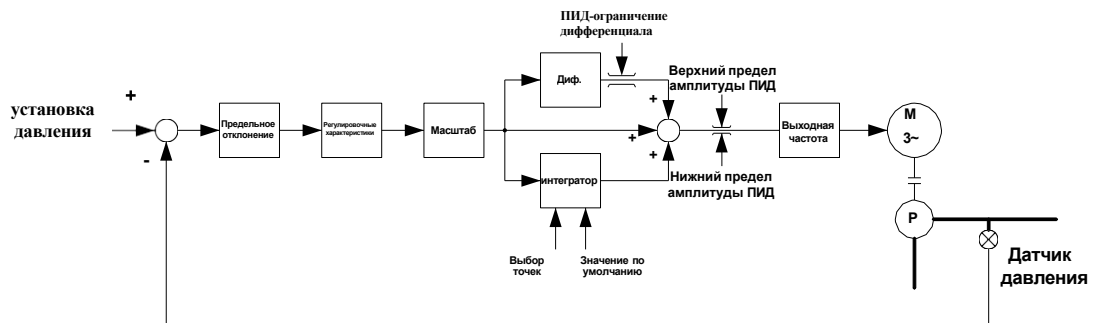 ПИД-ограничение
дифференциала
Диф.
Верхний предел
амплитуды ПИД
+
установка
давления
+
-
Предельное
отклонение
Регулировочные
характеристики
Масштаб
+
+
Выходная
частота
М
3~
интегратор
Нижний предел
амплитуды ПИД
Р
Выбор
точек
Значение по
умолчанию
Датчик
давления